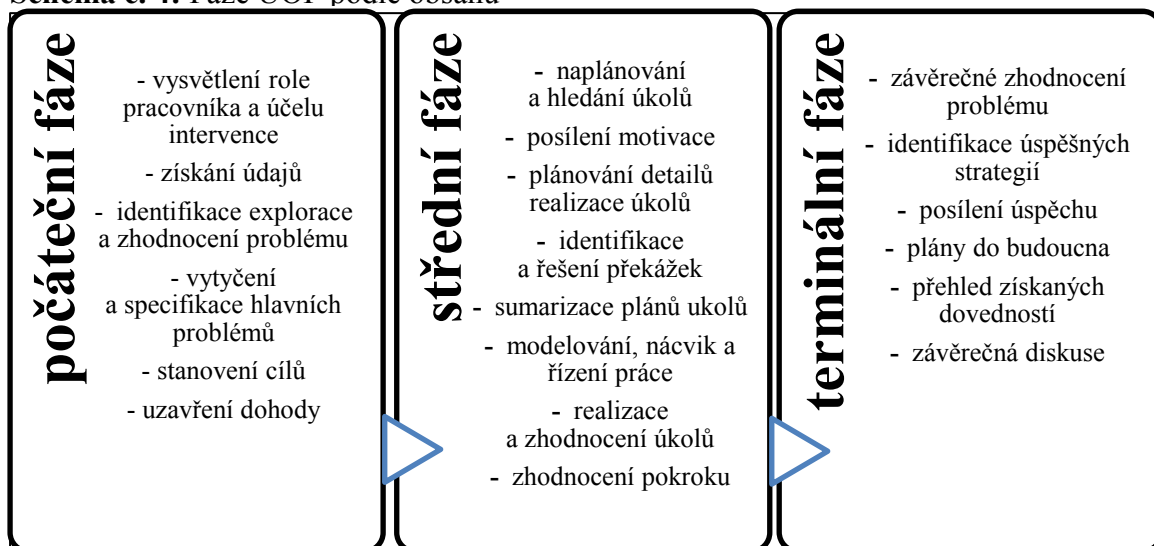 Schéma č. 4: Fáze ÚOP podle obsahu
počáteční fáze
- vysvětlení role
pracovníka a účelu
intervence
- získání údajů
- identifikace explorace
a zhodnocení problému
- vytyčení
a specifikace hlavních
problémů
- stanovení cílů
- uzavření dohody
střední fáze
- naplánování
a hledání úkolů
- posílení motivace
- plánování detailů
realizace úkolů
- identifikace
a řešení překážek
- sumarizace plánů ukolů
- modelování, nácvik a
řízení práce
- realizace
a zhodnocení úkolů
- zhodnocení pokroku
terminální fáze
- závěrečné zhodnocení
problému
- identifikace úspěšných
strategií
- posílení úspěchu
- plány do budoucna
- přehled získaných
dovedností
- závěrečná diskuse